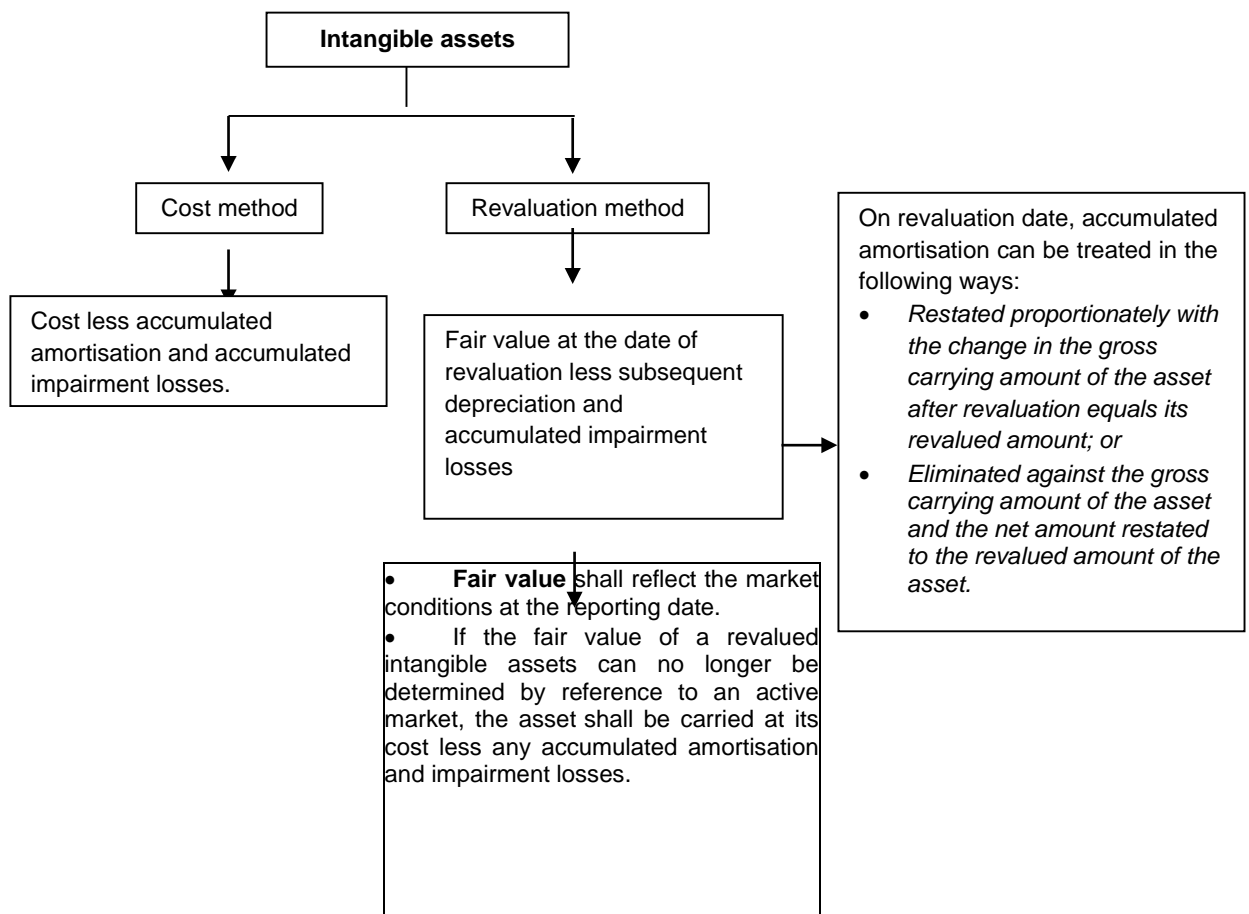 Intangible assets
Cost method
Revaluation method
Cost less accumulated
amortisation and accumulated
impairment losses.
Fair value at the date of
revaluation less subsequent
depreciation and
accumulated impairment
losses
On revaluation date, accumulated
amortisation can be treated in the
following ways:
• Restated proportionately with
the change in the gross
carrying amount of the asset
after revaluation equals its
revalued amount; or
• Eliminated against the gross
carrying amount of the asset
and the net amount restated
to the revalued amount of the
asset.
• Fair value shall reflect the market
conditions at the reporting date.
• If the fair value of a revalued
intangible assets can no longer be
determined by reference to an active
market, the asset shall be carried at its
cost less any accumulated amortisation
and impairment losses.